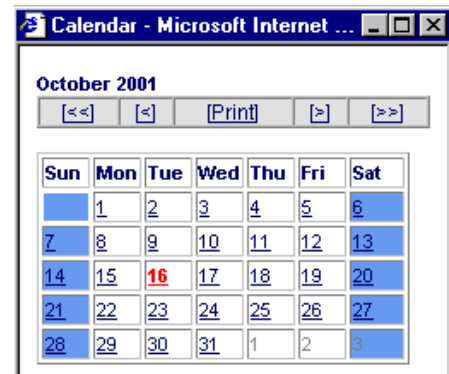 Calendar - Microsoft Internet ...
October 2001
[<<] [<] [Print] [>] [>>]
Sun Mon Tue Wed Thu Fri Sat
1 2 3 4 5 6
7 8 9 10 11 12 13
14 15 16 17 18 19 20
21 22 23 24 25 26 27
28 29 30 31 1 2 3